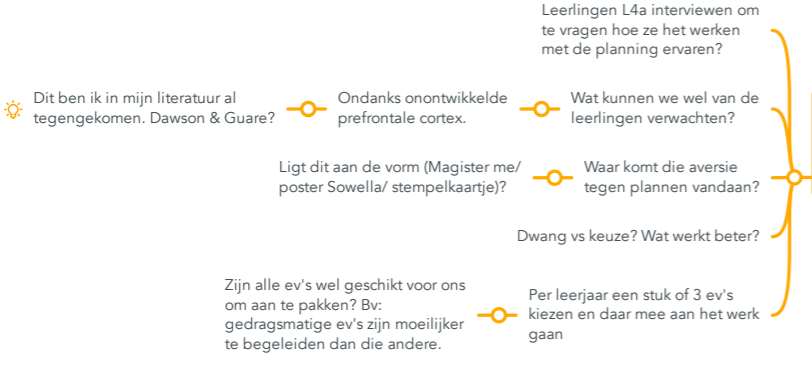 Leerlingen L4a interviewen om
te vragen hoe ze het werken
met de planning ervaren?
Dit ben ik in mijn literatuur al
tegengekomen. Dawson & Guare?
Ondanks onontwikkelde
prefrontale cortex.
Wat kunnen we wel van de
leerlingen verwachten?
Ligt dit aan de vorm (Magister me/
poster Sowella/ stempelkaartje)?
Waar komt die aversie
tegen plannen vandaan?
Dwang vs keuze? Wat werkt beter?
Zijn alle ev's wel geschikt voor ons
om aan te pakken? Bv:
gedragsmatige ev's zijn moeilijker
te begeleiden dan die andere.
Per leerjaar een stuk of 3 ev's
kiezen en daar mee aan het werk
gaan